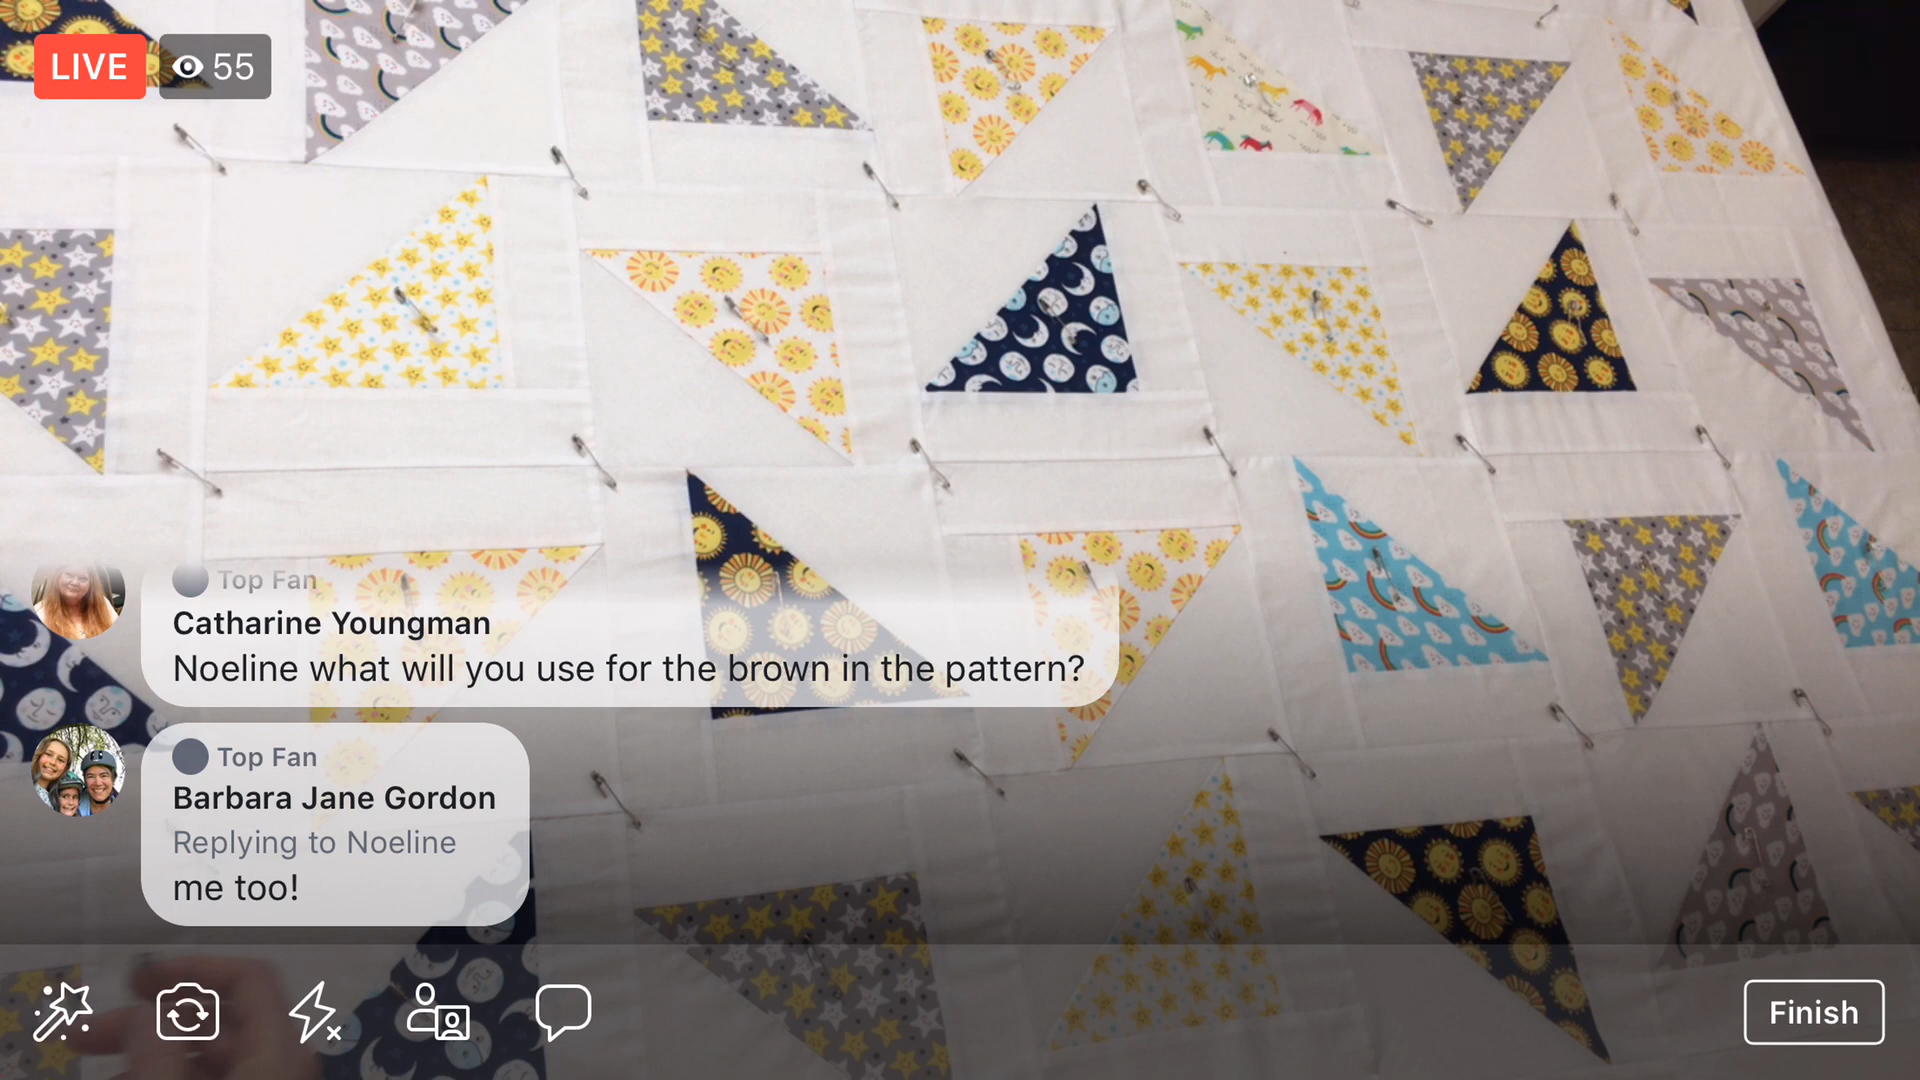 LIVE 55
Top Fan
Catharine Youngman
Noeline what will you use for the brown in the pattern?
Top Fan
Barbara Jane Gordon
Replying to Noeline
me too!
Finish